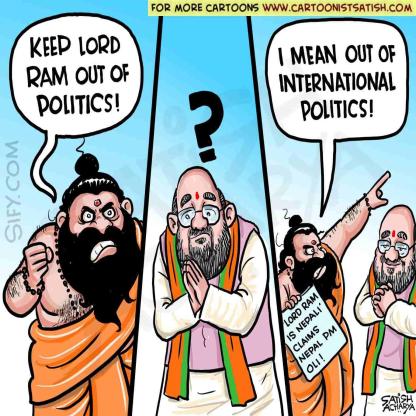 FOR MORE CARTOONS WWW.CARTOONISTSATISH.COM
KEEP LORD
RAM OUT OF
POLITICS!
SIFY.COM
?
I MEAN OUT OF
INTERNATIONAL
POLITICS!
LORD RAM
IS NEPALI
CLAIMS
NEPAL PM
OLI!
SATISH
ACHARYA